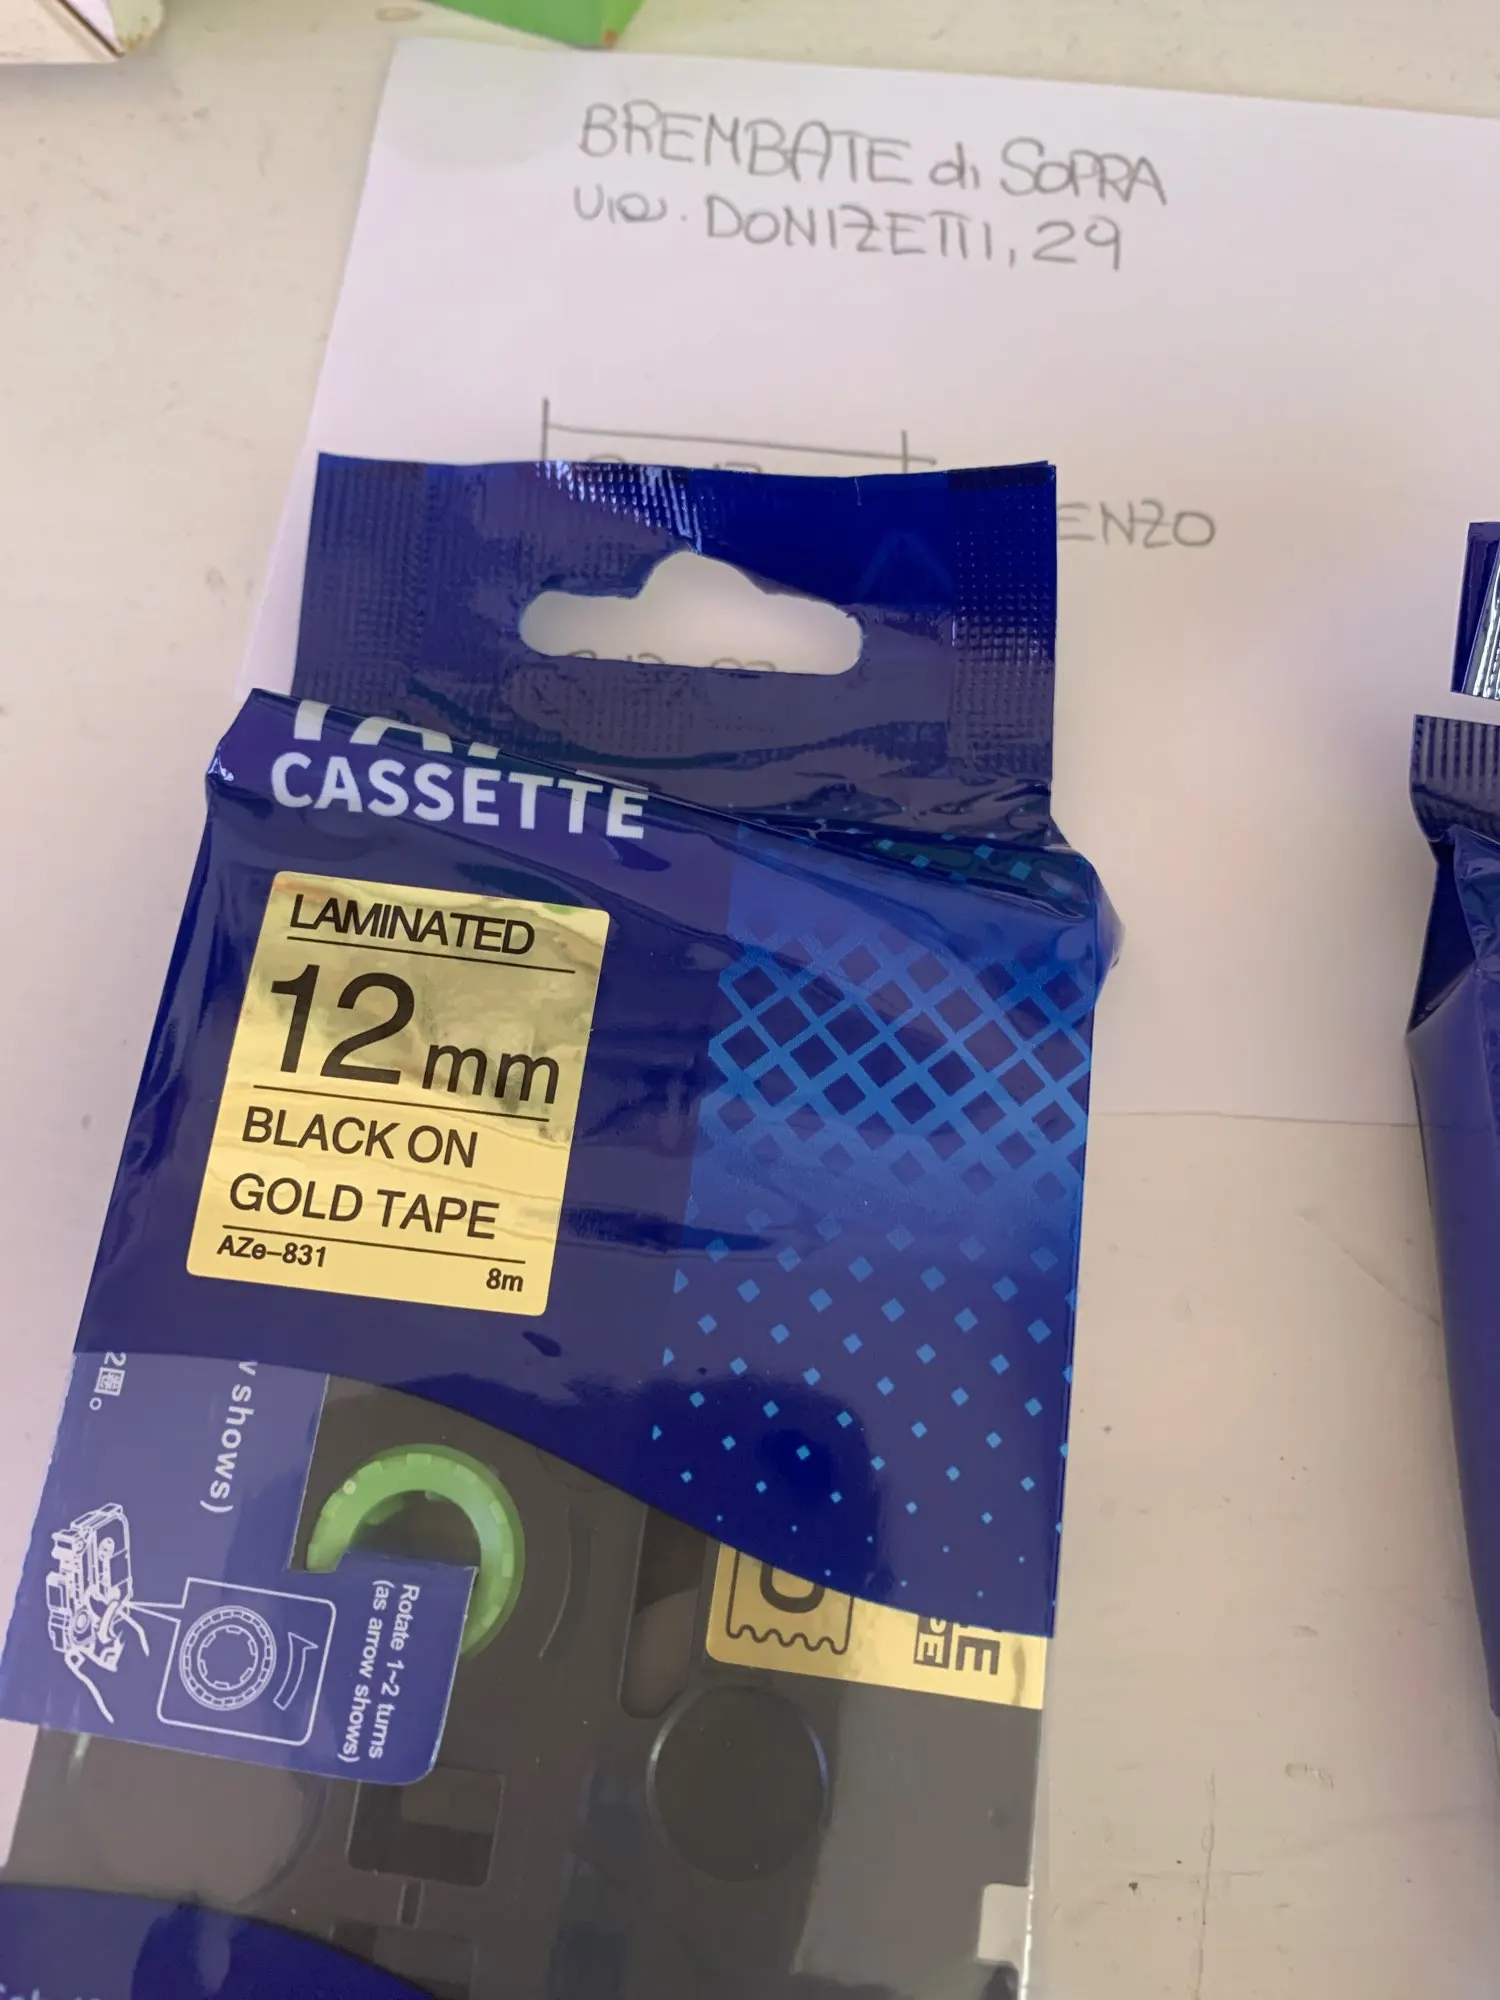 BREMBATE di SOPRA
Via. DONIZETTI, 29
ENZO
CASSETTE
LAMINATED
12mm
BLACK ON
GOLD TAPE
AZe-831
8m
w shows)
Rotate 1~2 turns
(as arrow shows)